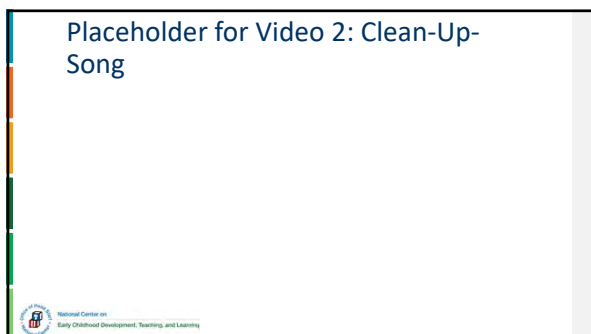 Placeholder for Video 2: Clean-Up-
Song
National Center on
Early Childhood Development, Teaching, and Learning